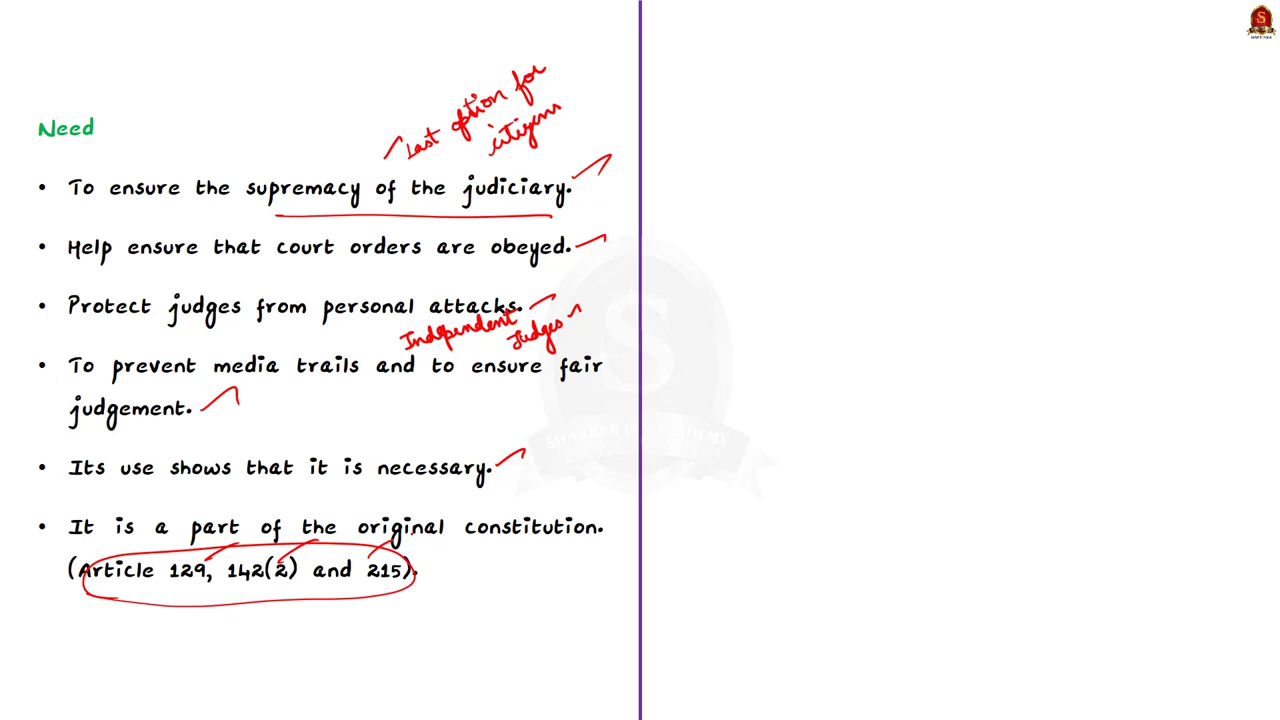 Need
Last option for
citizens
• To ensure the supremacy of the judiciary.
• Help ensure that court orders are obeyed.
• Protect judges from personal attacks.
Independent
Judges
• To prevent media trails and to ensure fair
judgement.
• Its use shows that it is necessary.
• It is a part of the original constitution.
(Article 129, 142(2) and 215).